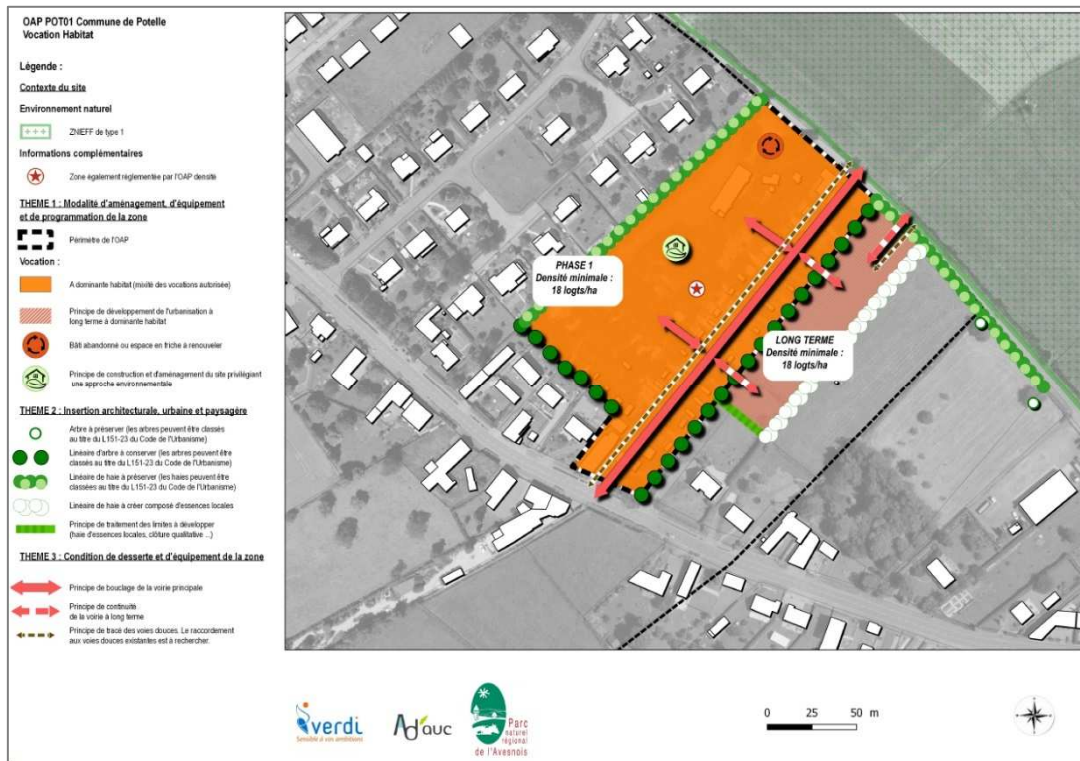 OAP POT01 Commune de Potelle
Vocation Habitat
Légende :
Contexte du site
Environnement naturel
ZNIEFF de type 1
Informations complémentaires
Zone également réglementée par l'OAP densité
THEME 1 : Modalité d'aménagement, d'équipement
et de programmation de la zone
Périmètre de l'OAP
Vocation :
A dominante habitat (mixité des vocations autorisée)
Principe de développement de l'urbanisation à
long terme à dominante habitat
Bâti abandonné ou espace en friche à renouveler
Principe de construction et d'aménagement du site privilégiant
une approche environnementale
THEME 2 : Insertion architecturale, urbaine et paysagère
Arbre à préserver (les arbres peuvent être classés
au titre du L151-23 du Code de l'Urbanisme)
Linéaire d'arbre à conserver (les arbres peuvent être
classés au titre du L151-23 du Code de l'Urbanisme)
Linéaire de haie à préserver (les haies peuvent être
classées au titre du L151-23 du Code de l'Urbanisme)
Linéaire de haie à créer composé d'essences locales
Principe de traitement des limites à développer
(haie d'essences locales, clôture qualitative ...)
THEME 3 : Condition de desserte et d'équipement de la zone
Principe de bouclage de la voirie principale
Principe de continuité
de la voirie à long terme
Principe de tracé des voies douces. Le raccordement
aux voies douces existantes est à rechercher.
PHASE 1
Densité minimale :
18 logts/ha
LONG TERME
Densité minimale :
18 logts/ha
verdi
Sensible à vos ambitions
Ad'auc
Parc
naturel
régional
de l'Avesnois
0 25 50 m